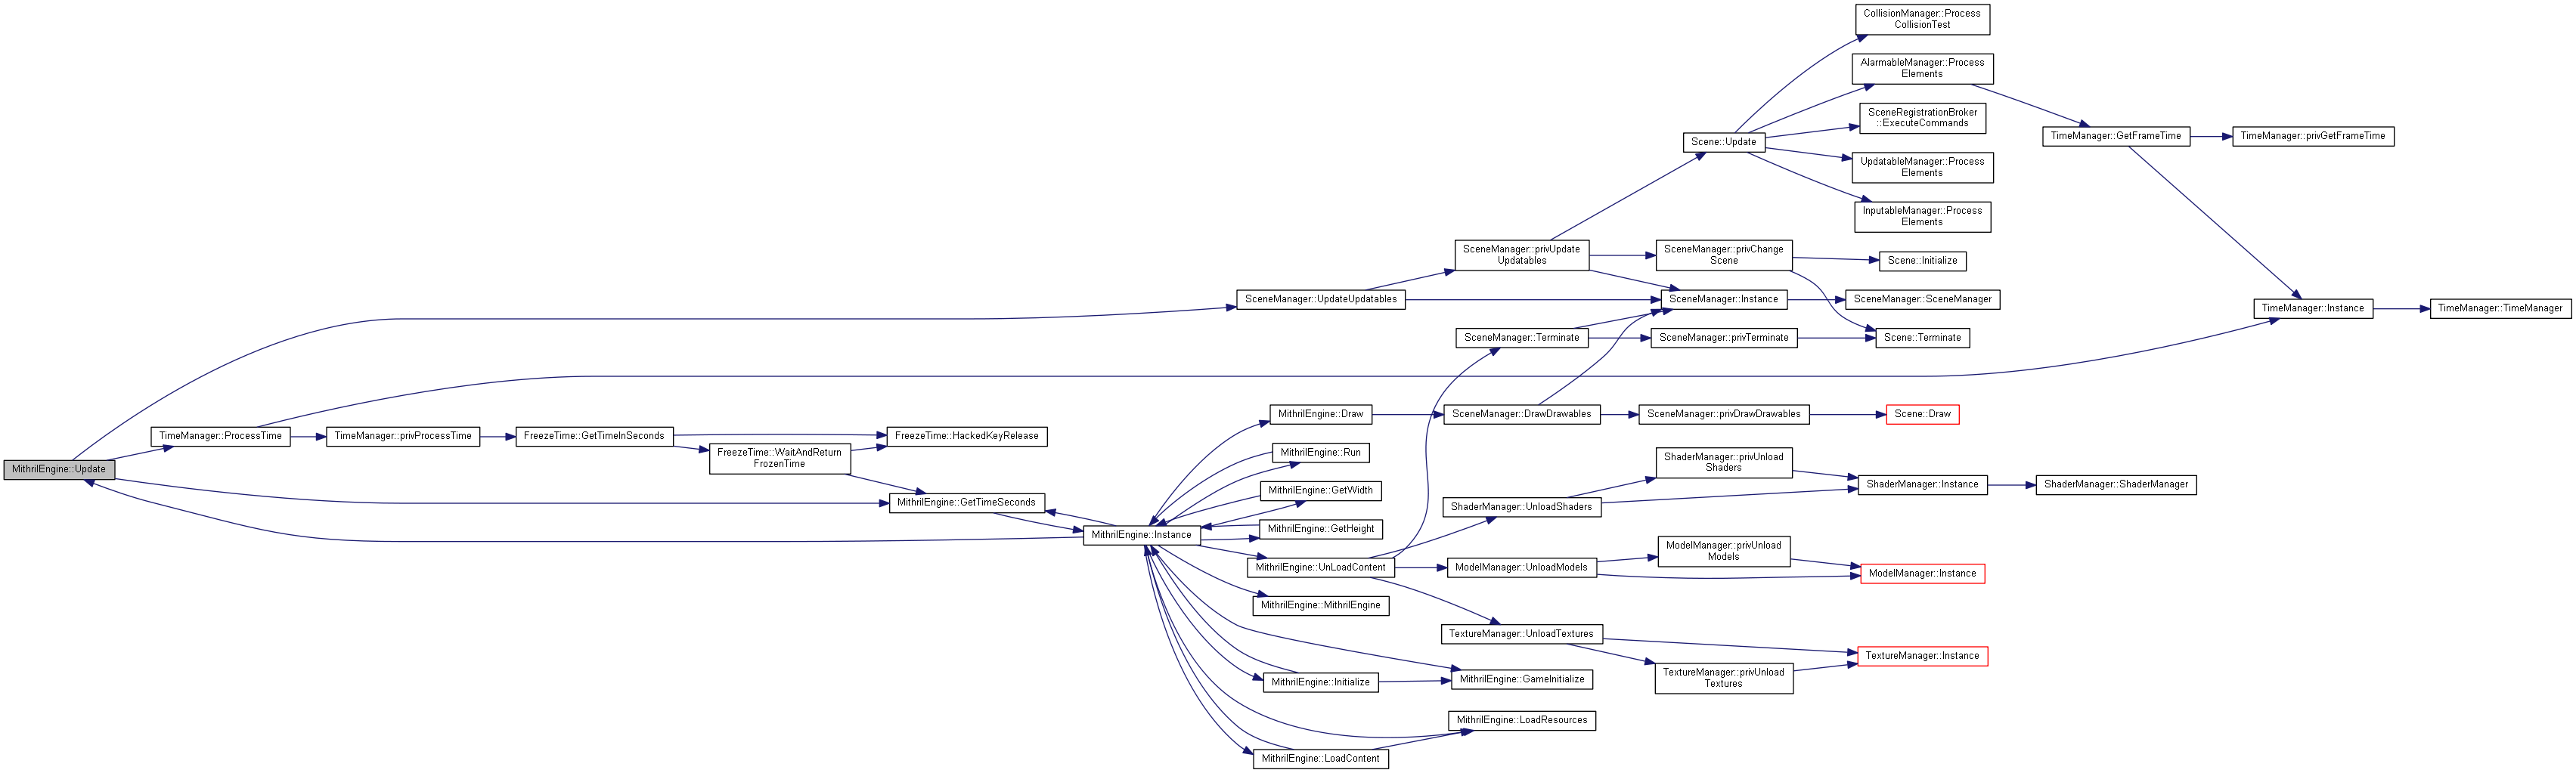 CollisionManager::Process
CollisionTest
AlarmableManager::Process
Elements
SceneRegistrationBroker
::ExecuteCommands
TimeManager::GetFrameTime
TimeManager::privGetFrameTime
Scene::Update
UpdatableManager::Process
Elements
InputableManager::Process
Elements
SceneManager::privUpdate
Updatables
SceneManager::privChange
Scene
Scene::Initialize
SceneManager::UpdateUpdatables
SceneManager::Instance
SceneManager::SceneManager
TimeManager::Instance
TimeManager::TimeManager
SceneManager::Terminate
SceneManager::privTerminate
Scene::Terminate
MithrilEngine::Draw
SceneManager::DrawDrawables
SceneManager::privDrawDrawables
Scene::Draw
TimeManager::ProcessTime
TimeManager::privProcessTime
FreezeTime::GetTimeInSeconds
FreezeTime::HackedKeyRelease
FreezeTime::WaitAndReturn
FrozenTime
MithrilEngine::Run
MithrilEngine::Update
ShaderManager::privUnload
Shaders
MithrilEngine::GetWidth
ShaderManager::Instance
ShaderManager::ShaderManager
MithrilEngine::GetTimeSeconds
ShaderManager::UnloadShaders
MithrilEngine::GetHeight
MithrilEngine::Instance
ModelManager::privUnload
Models
MithrilEngine::UnLoadContent
ModelManager::UnloadModels
ModelManager::Instance
MithrilEngine::MithrilEngine
TextureManager::UnloadTextures
TextureManager::Instance
TextureManager::privUnload
Textures
MithrilEngine::Initialize
MithrilEngine::GameInitialize
MithrilEngine::LoadResources
MithrilEngine::LoadContent